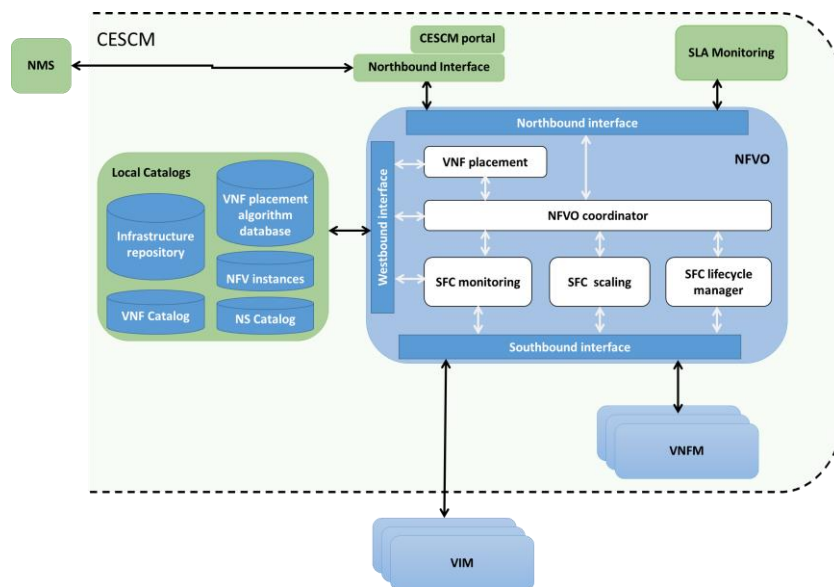 CESCM
CESCM portal
NMS
Northbound Interface
SLA Monitoring
Northbound interface
NFVO
Local Catalogs
VNF placement
algorithm
database
Infrastructure
repository
NFV instances
VNF Catalog
NS Catalog
Westbound interface
VNF placement
NFVO coordinator
SFC monitoring
SFC scaling
SFC lifecycle
manager
Southbound interface
VNFM
VIM